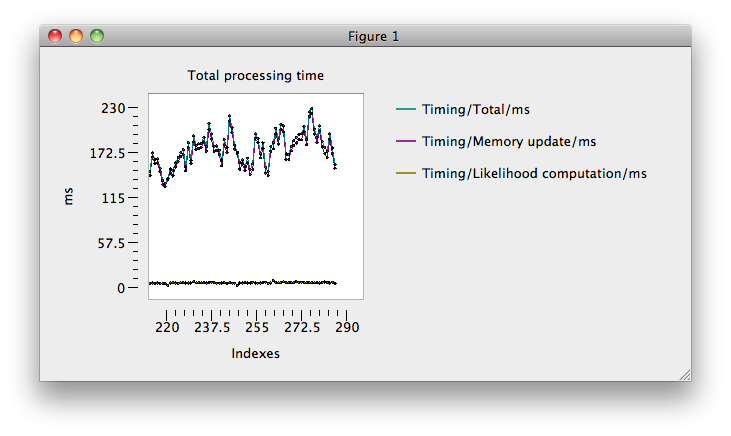 Figure 1
Total processing time
230
172.5
115
57.5
0
ms
220 237.5 255 272.5 290
Indexes
Timing/Total/ms
Timing/Memory update/ms
Timing/Likelihood computation/ms